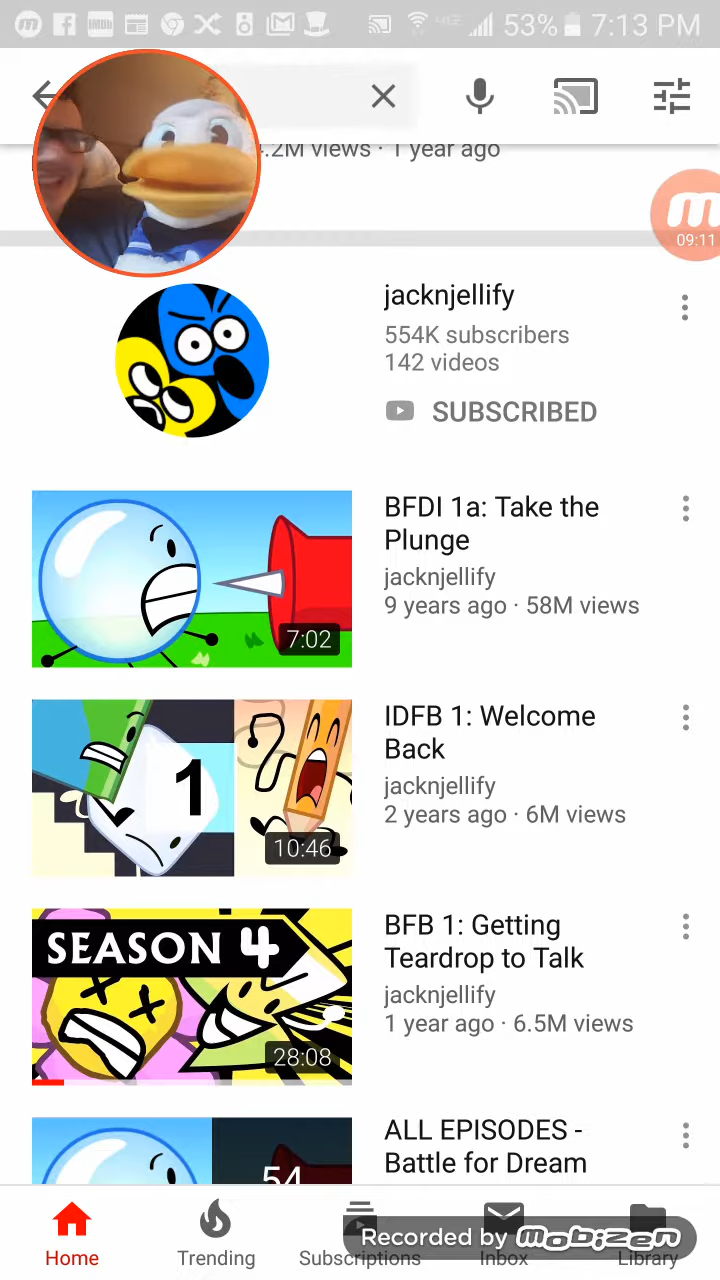 53% 7:13 PM
.2M views · 1 year ago
m
09:11
jacknjellify
554K subscribers
142 videos
SUBSCRIBED
BFDI 1a: Take the
Plunge
jacknjellify
9 years ago · 58M views
7:02
IDFB 1: Welcome
Back
jacknjellify
2 years ago · 6M views
1
10:46
SEASON 4
BFB 1: Getting
Teardrop to Talk
jacknjellify
1 year ago · 6.5M views
28:08
ALL EPISODES -
Battle for Dream
54
Recorded by mobizen
Home Trending Subscriptions Inbox Library